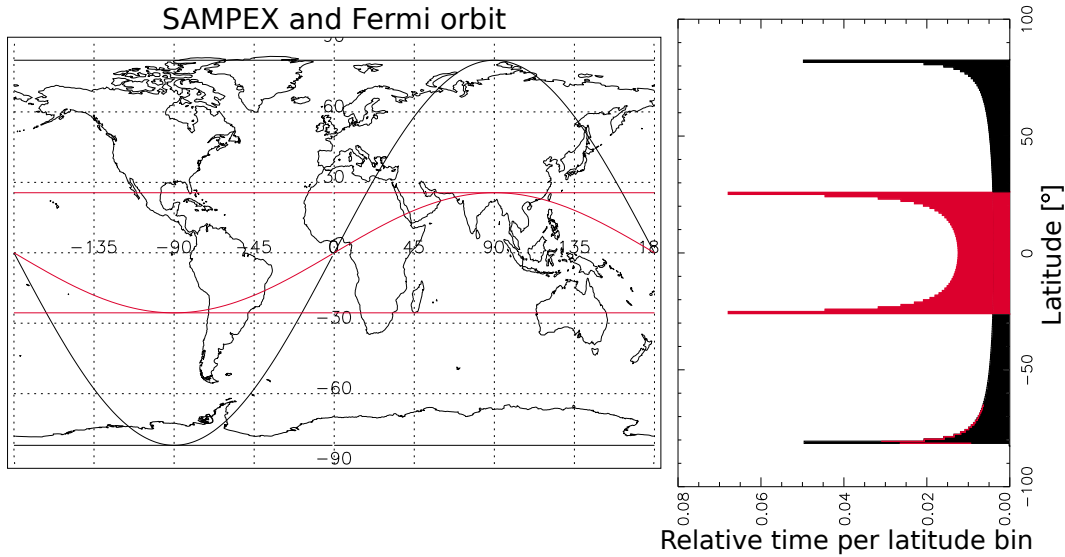 SAMPEX and Fermi orbit
90
60
30
−135 −90 −45 0 45 90 135 18
−30
−60
−90
100
50
0
−50
−100
Latitude [°]
0.08 0.06 0.04 0.02 0.00
Relative time per latitude bin